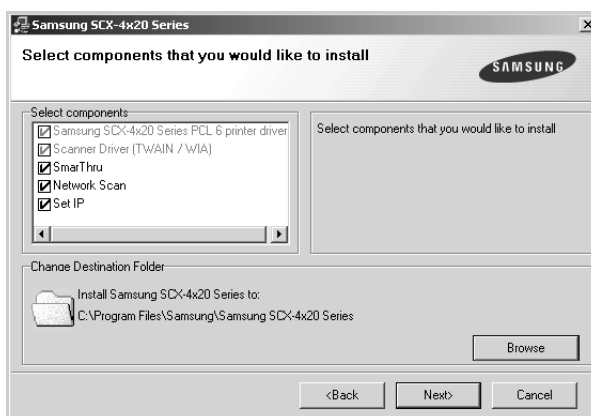 Samsung SCX-4x20 Series
Select components that you would like to install
SAMSUNG
Select components
Samsung SCX-4x20 Series PCL 6 printer driver
Scanner Driver (TWAIN / WIA)
SmarThru
Network Scan
Set IP
Select components that you would like to install
Change Destination Folder
Install Samsung SCX-4x20 Series to:
C:\Program Files\Samsung\Samsung SCX-4x20 Series
Browse
<Back
Next>
Cancel